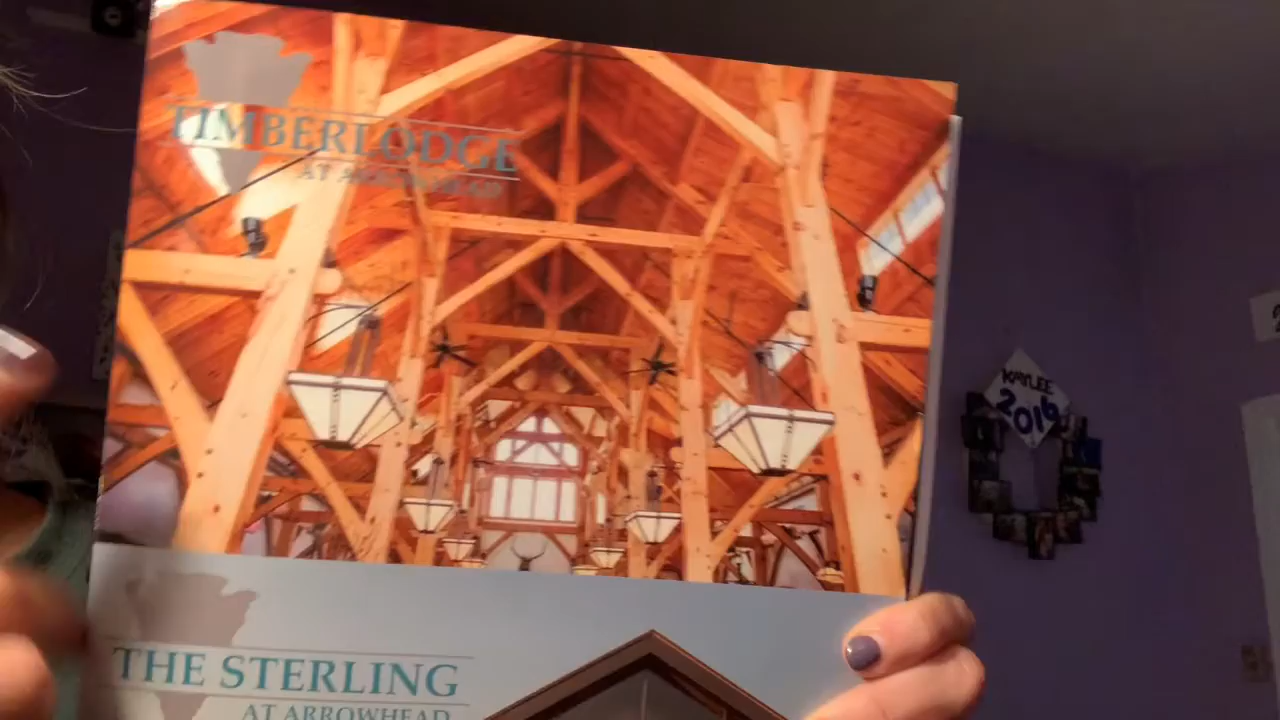 TIMBERLODGE
AT ARROWHEAD
KAYLEE
2016
THE STERLING
AT ARROWHEAD